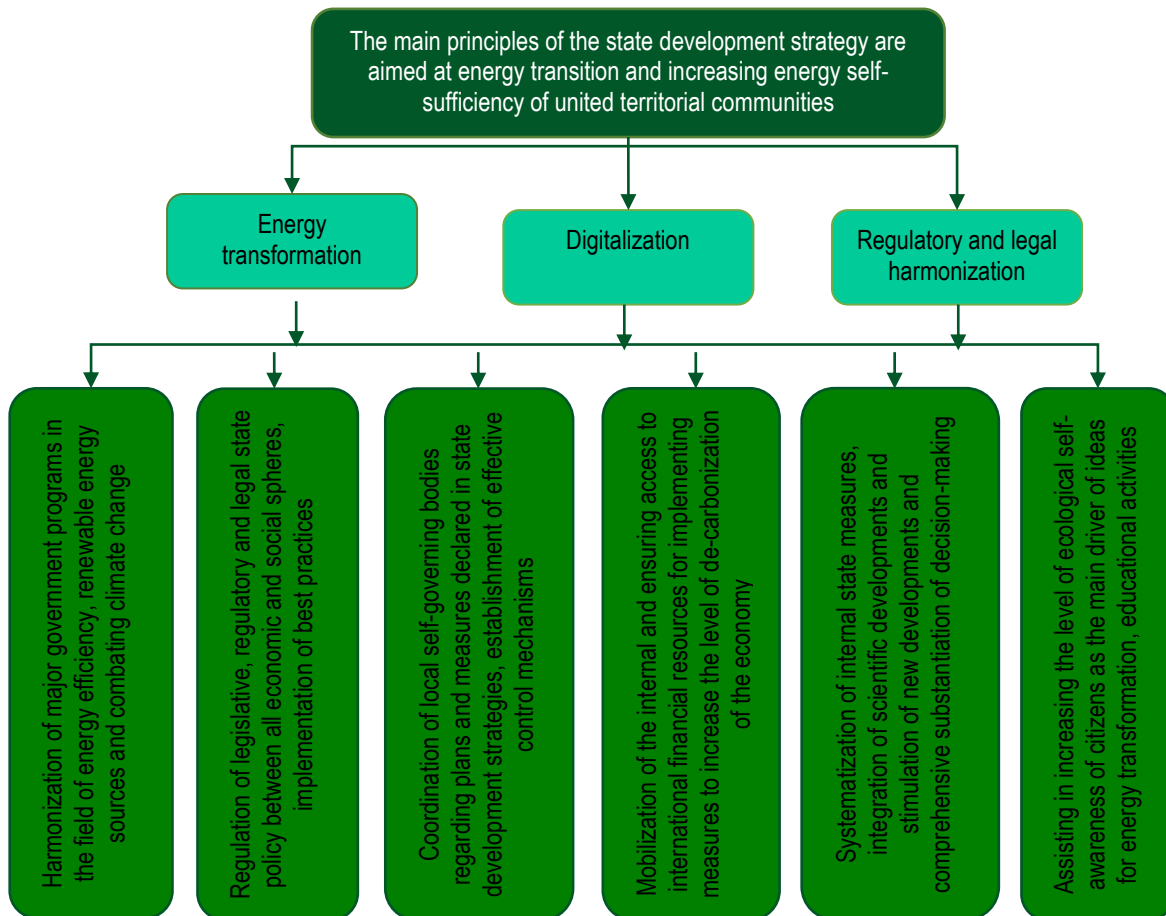 The main principles of the state development strategy are
aimed at energy transition and increasing energy self-
sufficiency of united territorial communities
Energy
transformation
Digitalization
Regulatory and legal
harmonization
Harmonization of major government programs in
the field of energy efficiency, renewable energy
sources and combating climate change
Regulation of legislative, regulatory and legal state
policy between all economic and social spheres,
implementation of best practices
Coordination of local self-governing bodies
regarding plans and measures declared in state
development strategies, establishment of effective
control mechanisms
Mobilization of the internal and ensuring access to
international financial resources for implementing
measures to increase the level of de-carbonization
of the economy
Systematization of internal state measures,
integration of scientific developments and
stimulation of new developments and
comprehensive substantiation of decision-making
Assisting in increasing the level of ecological self-
awareness of citizens as the main driver of ideas
for energy transformation, educational activities